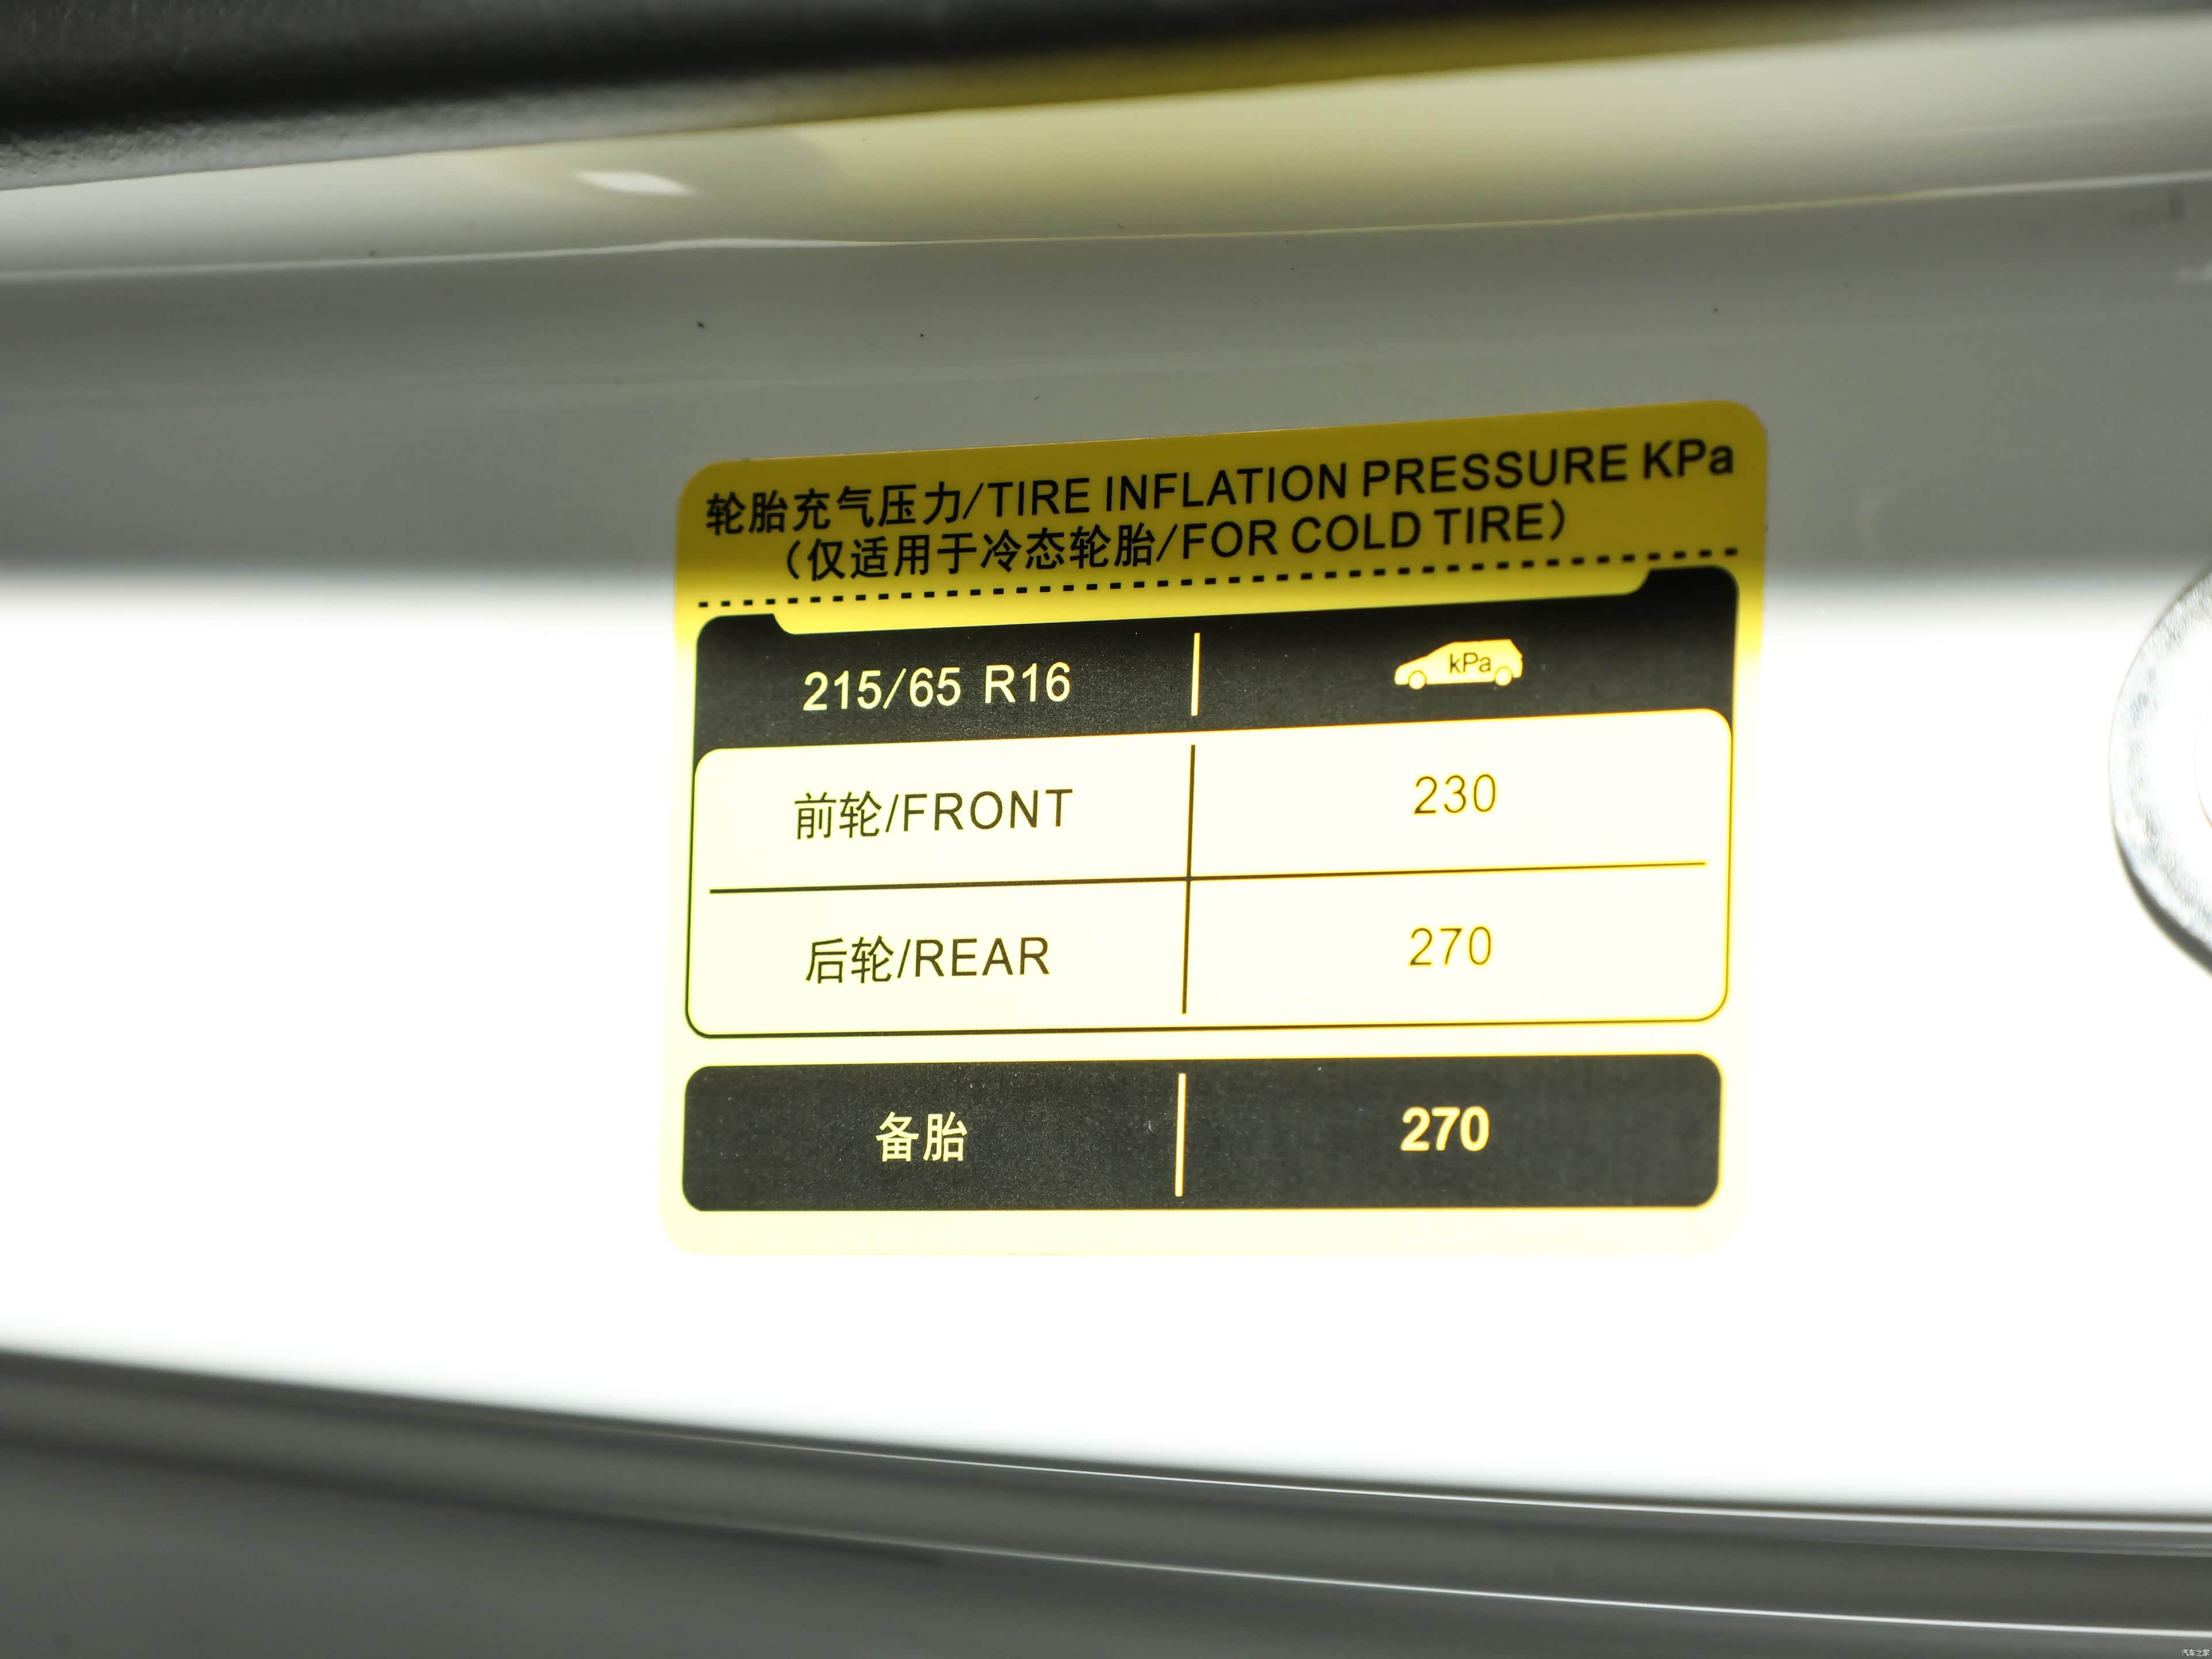 轮胎充气压力/TIRE INFLATION PRESSURE KPa
（仅适用于冷态轮胎/FOR COLD TIRE）
215/65 R16 kPa
前轮/FRONT 230
后轮/REAR 270
备胎 270
汽车之家